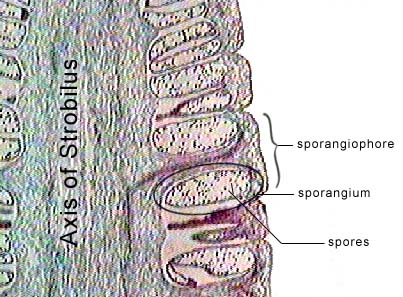 Axis of Strobilus
sporangiophore
sporangium
spores